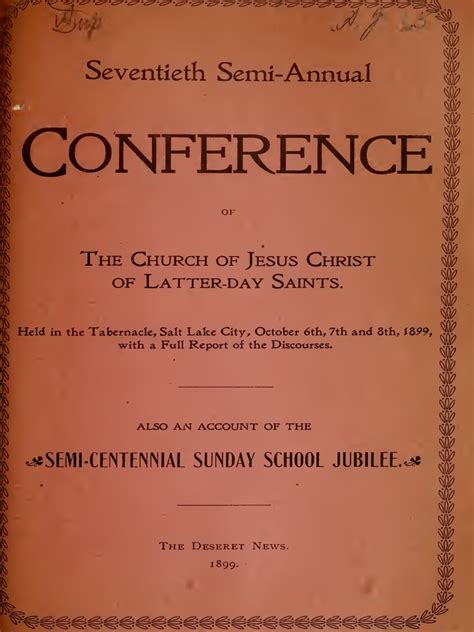 Seventieth Semi-Annual
CONFERENCE
OF
THE CHURCH OF JESUS CHRIST
OF LATTER-DAY SAINTS.
Held in the Tabernacle, Salt Lake City, October 6th, 7th and 8th, 1899,
with a Full Report of the Discourses.
ALSO AN ACCOUNT OF THE
SEMI-CENTENNIAL SUNDAY SCHOOL JUBILEE.
THE DESERET NEWS.
1899.